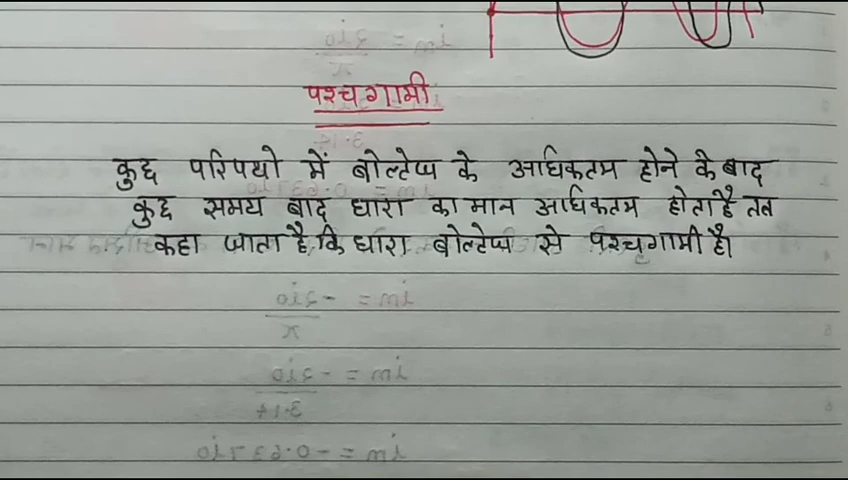 पश्चगामी
कुछ परिपथो में बोल्टेज के अधिकतम होने के बाद
कुछ समय बाद धारा का मान अधिकतम होता है तब
कहा जाता है कि धारा बोल्टेज से पश्चगामी है।